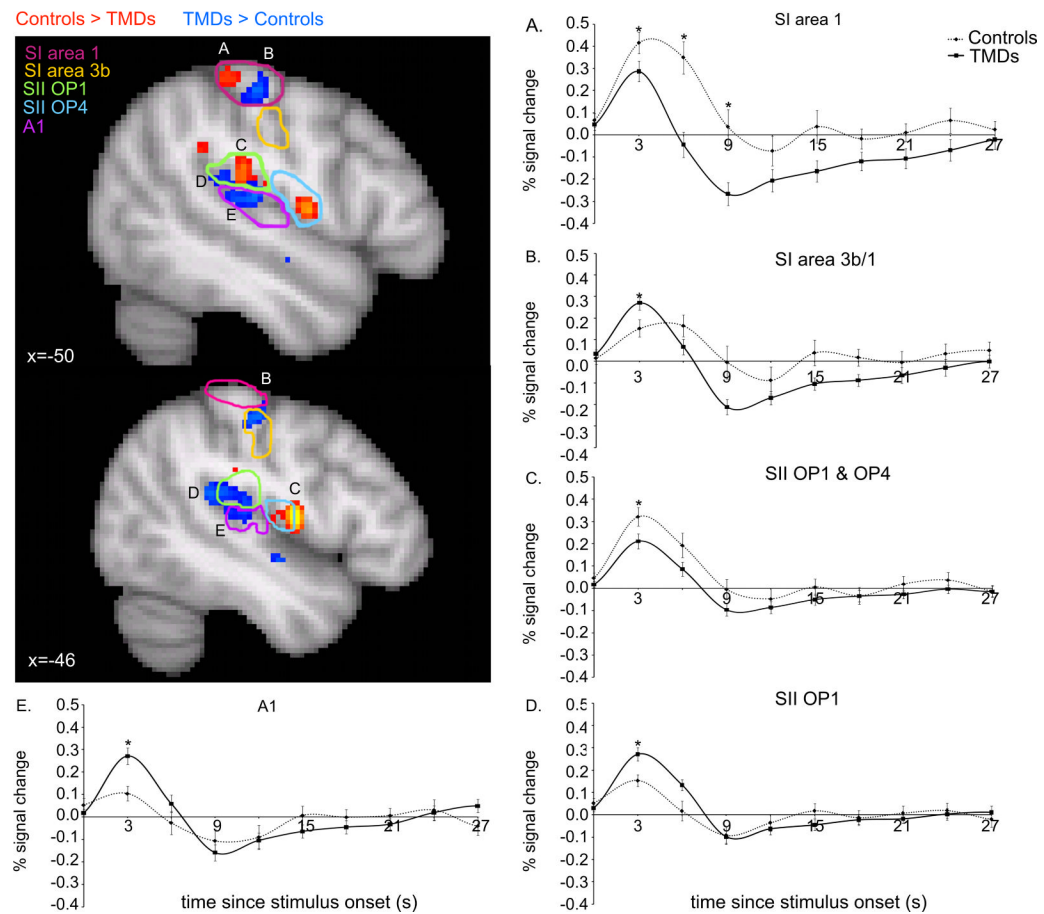 Controls > TMDs TMDs > Controls
SI area 1
SI area 3b
SII OP1
SII OP4
A1
A
B
C
D
E
x=-50
B
D
C
E
x=-46
A.
SI area 1
Controls
TMDs
% signal change
0.5
0.4
0.3
0.2
0.1
0.0
-0.1
-0.2
-0.3
-0.4
* * *
3 9 15 21 27
B.
SI area 3b/1
% signal change
0.5
0.4
0.3
0.2
0.1
0.0
-0.1
-0.2
-0.3
-0.4
*
3 9 15 21 27
C.
SII OP1 & OP4
% signal change
0.5
0.4
0.3
0.2
0.1
0.0
-0.1
-0.2
-0.3
-0.4
*
3 9 15 21 27
E.
A1
% signal change
0.5
0.4
0.3
0.2
0.1
0.0
-0.1
-0.2
-0.3
-0.4
*
3 9 15 21 27
time since stimulus onset (s)
D.
SII OP1
% signal change
0.5
0.4
0.3
0.2
0.1
0.0
-0.1
-0.2
-0.3
-0.4
*
3 9 15 21 27
time since stimulus onset (s)